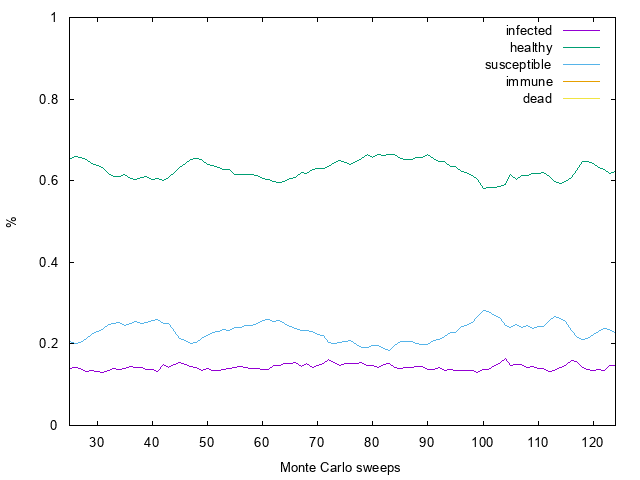 1
0.8
0.6
0.4
0.2
0
%
infected
healthy
susceptible
immune
dead
30 40 50 60 70 80 90 100 110 120
Monte Carlo sweeps